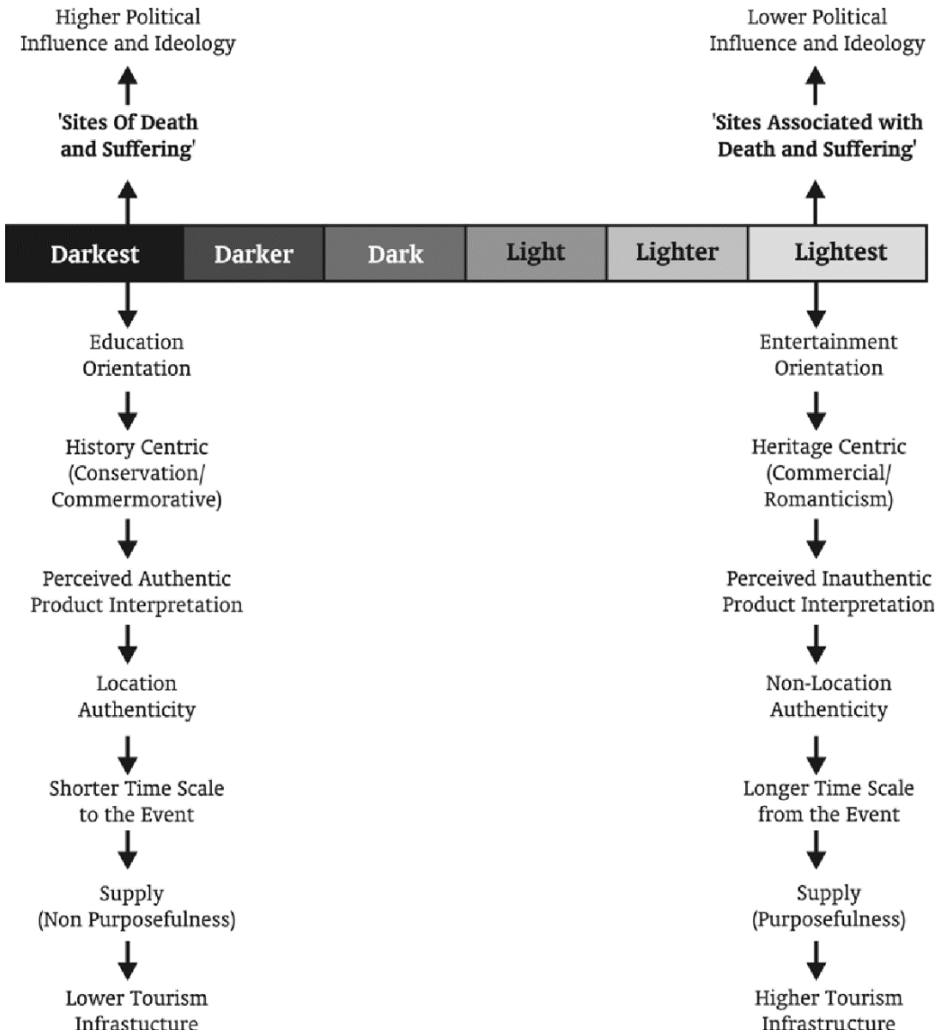 Higher Political
Influence and Ideology
Lower Political
Influence and Ideology
'Sites Of Death
and Suffering'
'Sites Associated with
Death and Suffering'
Darkest Darker Dark Light Lighter Lightest
Education
Orientation
Entertainment
Orientation
History Centric
(Conservation/
Commermorative)
Heritage Centric
(Commercial/
Romanticism)
Perceived Authentic
Product Interpretation
Perceived Inauthentic
Product Interpretation
Location
Authenticity
Non-Location
Authenticity
Shorter Time Scale
to the Event
Longer Time Scale
from the Event
Supply
(Non Purposefulness)
Supply
(Purposefulness)
Lower Tourism
Infrastucture
Higher Tourism
Infrastructure